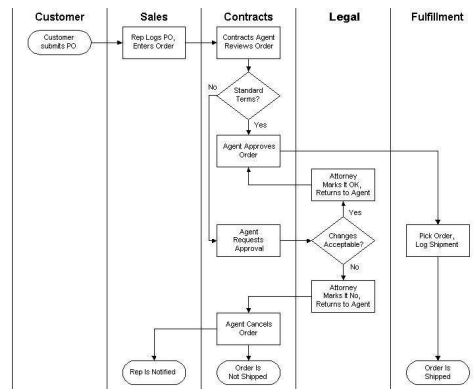 Customer
Sales
Contracts
Legal
Fulfillment
Customer
submits PO
Rep Logs PO,
Enters Order
Contracts Agent
Reviews Order
No
Standard
Terms?
Yes
Agent Approves
Order
Attorney
Marks It OK,
Returns to Agent
Yes
Agent
Requests
Approval
Changes
Acceptable?
Pick Order,
Log Shipment
No
Attorney
Marks It No,
Returns to Agent
Agent Cancels
Order
Rep Is Notified
Order Is
Not Shipped
Order Is
Shipped